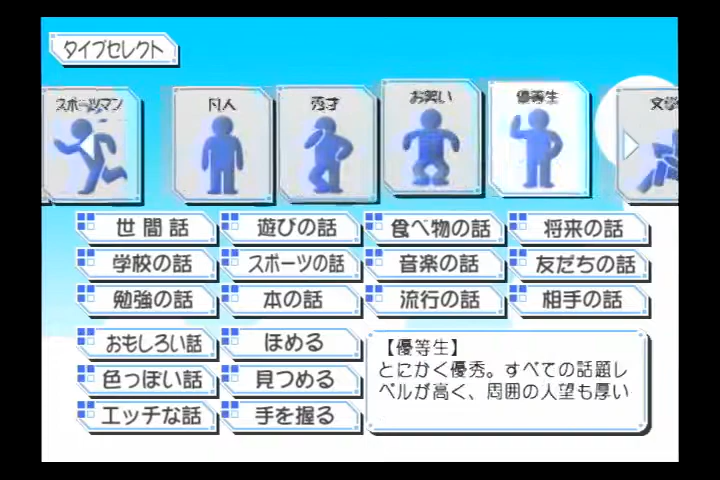 タイプセレクト
スポーツマン
凡人
秀才
お笑い
優等生
文学
世間話
遊びの話
食べ物の話
将来の話
学校の話
スポーツの話
音楽の話
友だちの話
勉強の話
本の話
流行の話
相手の話
おもしろい話
ほめる
色っぽい話
見つめる
エッチな話
手を握る
【優等生】
とにかく優秀。すべての話題レ
ベルが高く、周囲の人望も厚い